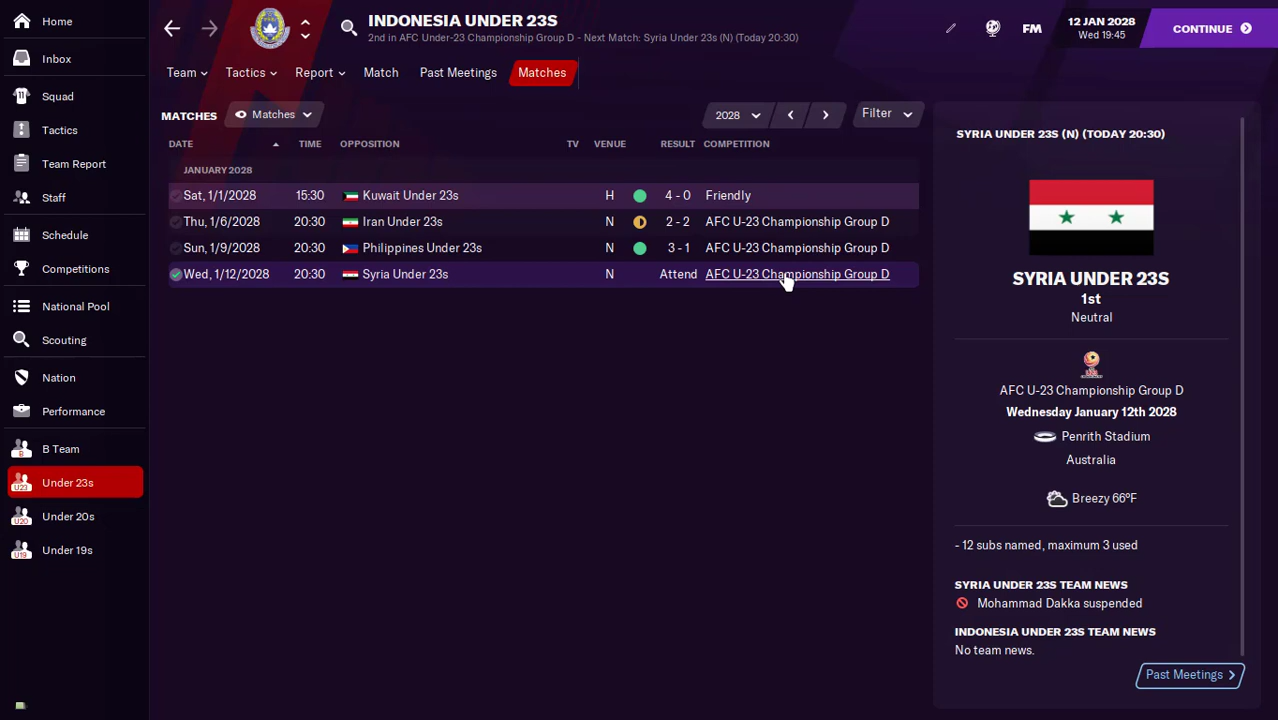 Home
Inbox
Squad
Tactics
Team Report
Staff
Schedule
Competitions
National Pool
Scouting
Nation
Performance
B Team
Under 23s
Under 20s
Under 19s
INDONESIA UNDER 23S
2nd in AFC Under-23 Championship Group D - Next Match: Syria Under 23s (N) (Today 20:30)
FM
12 JAN 2028
Wed 19:45
CONTINUE
Team Tactics Report Match Past Meetings Matches
MATCHES Matches 2028 Filter
DATE TIME OPPOSITION TV VENUE RESULT COMPETITION
JANUARY 2028
Sat, 1/1/2028 15:30 Kuwait Under 23s H 4 - 0 Friendly
Thu, 1/6/2028 20:30 Iran Under 23s N 2 - 2 AFC U-23 Championship Group D
Sun, 1/9/2028 20:30 Philippines Under 23s N 3 - 1 AFC U-23 Championship Group D
Wed, 1/12/2028 20:30 Syria Under 23s N Attend AFC U-23 Championship Group D
SYRIA UNDER 23S (N) (TODAY 20:30)
SYRIA UNDER 23S
1st
Neutral
AFC U-23 Championship Group D
Wednesday January 12th 2028
Penrith Stadium
Australia
Breezy 66ºF
- 12 subs named, maximum 3 used
SYRIA UNDER 23S TEAM NEWS
Mohammad Dakka suspended
INDONESIA UNDER 23S TEAM NEWS
No team news.
Past Meetings